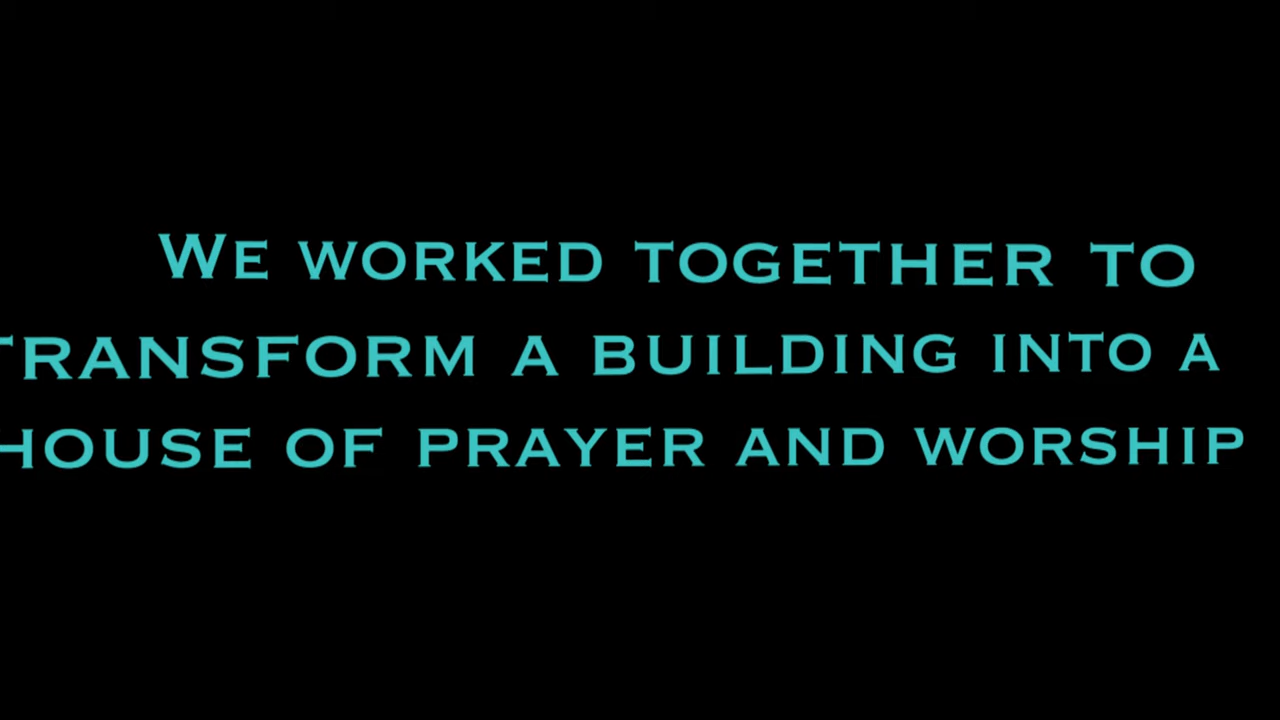 We worked together to
transform a building into a
house of prayer and worship